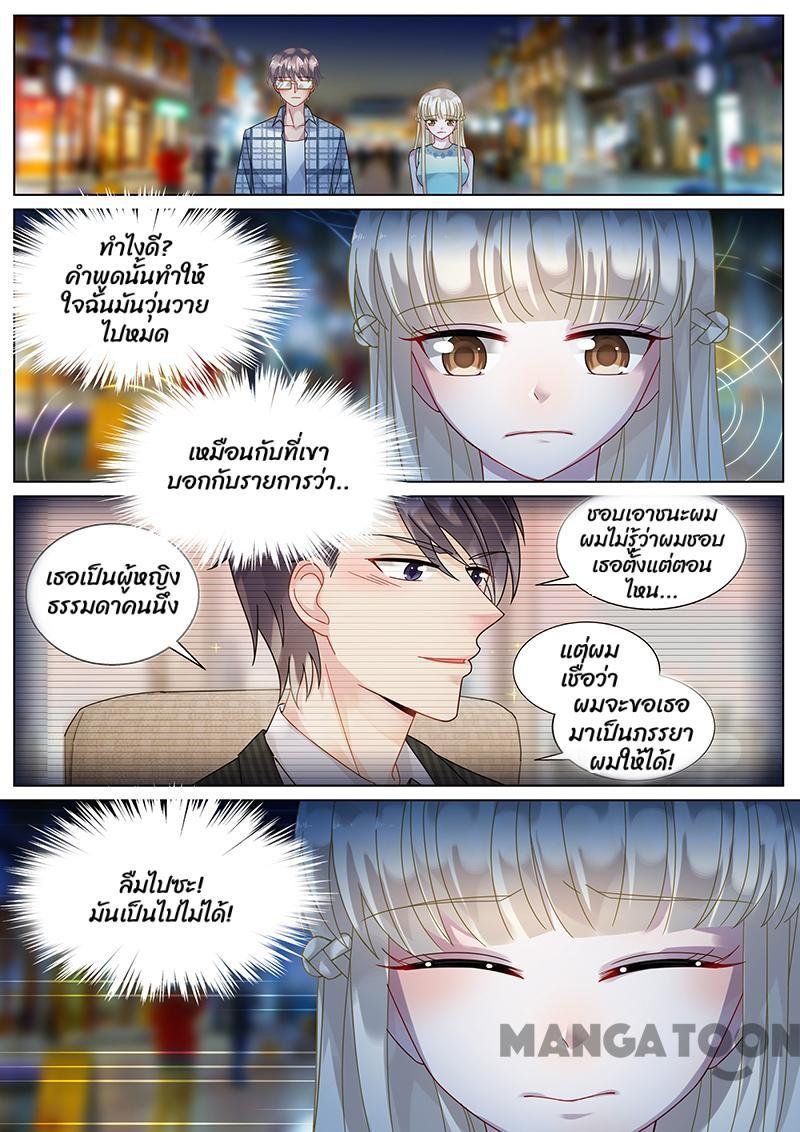 ทำไงดี?
คำพูดนั้นทำให้
ใจฉันมันวุ่นวาย
ไปหมด
เหมือนกับที่เขา
บอกกับรายการว่า..
เธอเป็นผู้หญิง
ธรรมดาคนนึง
ชอบเอาชนะผม
ผมไม่รู้ว่าผมชอบ
เธอตั้งแต่ตอน
ไหน...
แต่ผม
เชื่อว่า
ผมจะขอเธอ
มาเป็นภรรยา
ผมให้ได้!
ลืมไปซะ!
มันเป็นไปไม่ได้!
MANGATOON